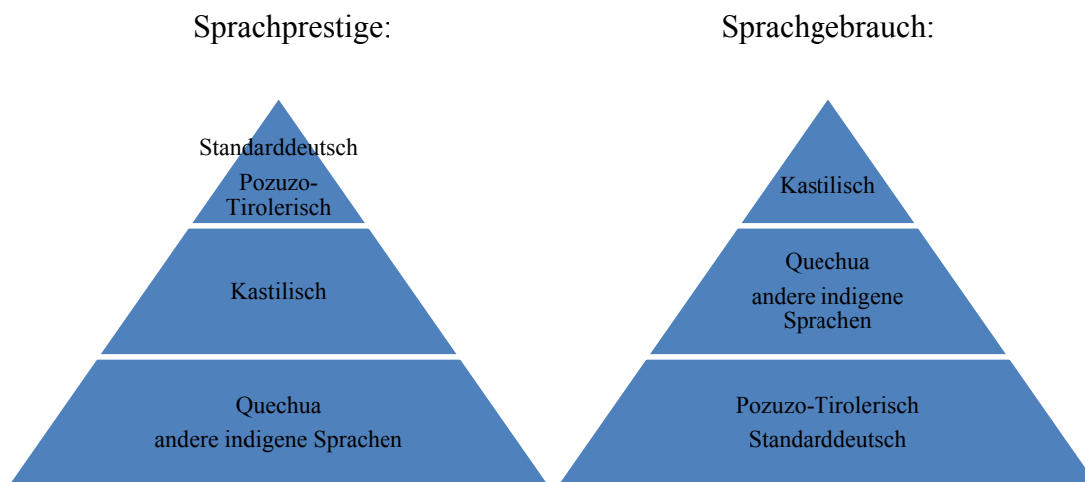 Sprachprestige:
Standarddeutsch
Pozuzo-
Tirolerisch
Kastilisch
Quechua
andere indigene Sprachen
Sprachgebrauch:
Kastilisch
Quechua
andere indigene
Sprachen
Pozuzo-Tirolerisch
Standarddeutsch